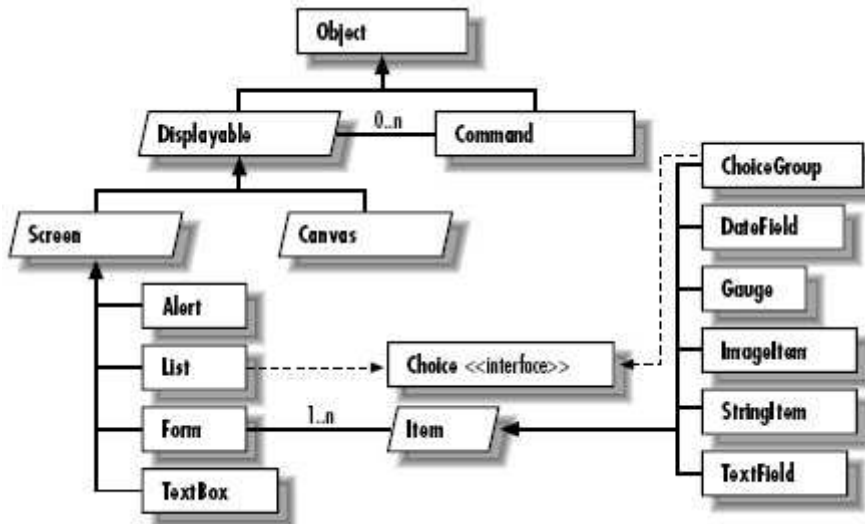 Object
Displayable
0..n
Command
ChoiceGroup
Screen
Canvas
DateField
Alert
Gauge
List
Choice <<interface>>
ImageItem
Form
1..n
Item
StringItem
TextBox
TextField